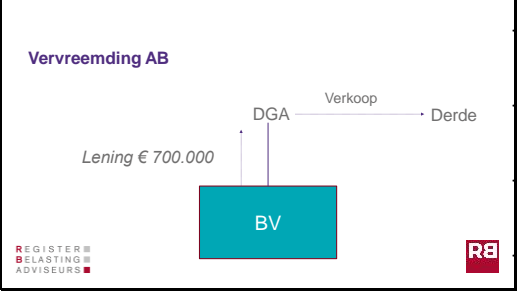 Vervreemding AB
Verkoop
DGA
Derde
Lening € 700.000
BV
REGISTER
BELASTING
ADVISEURS
RB